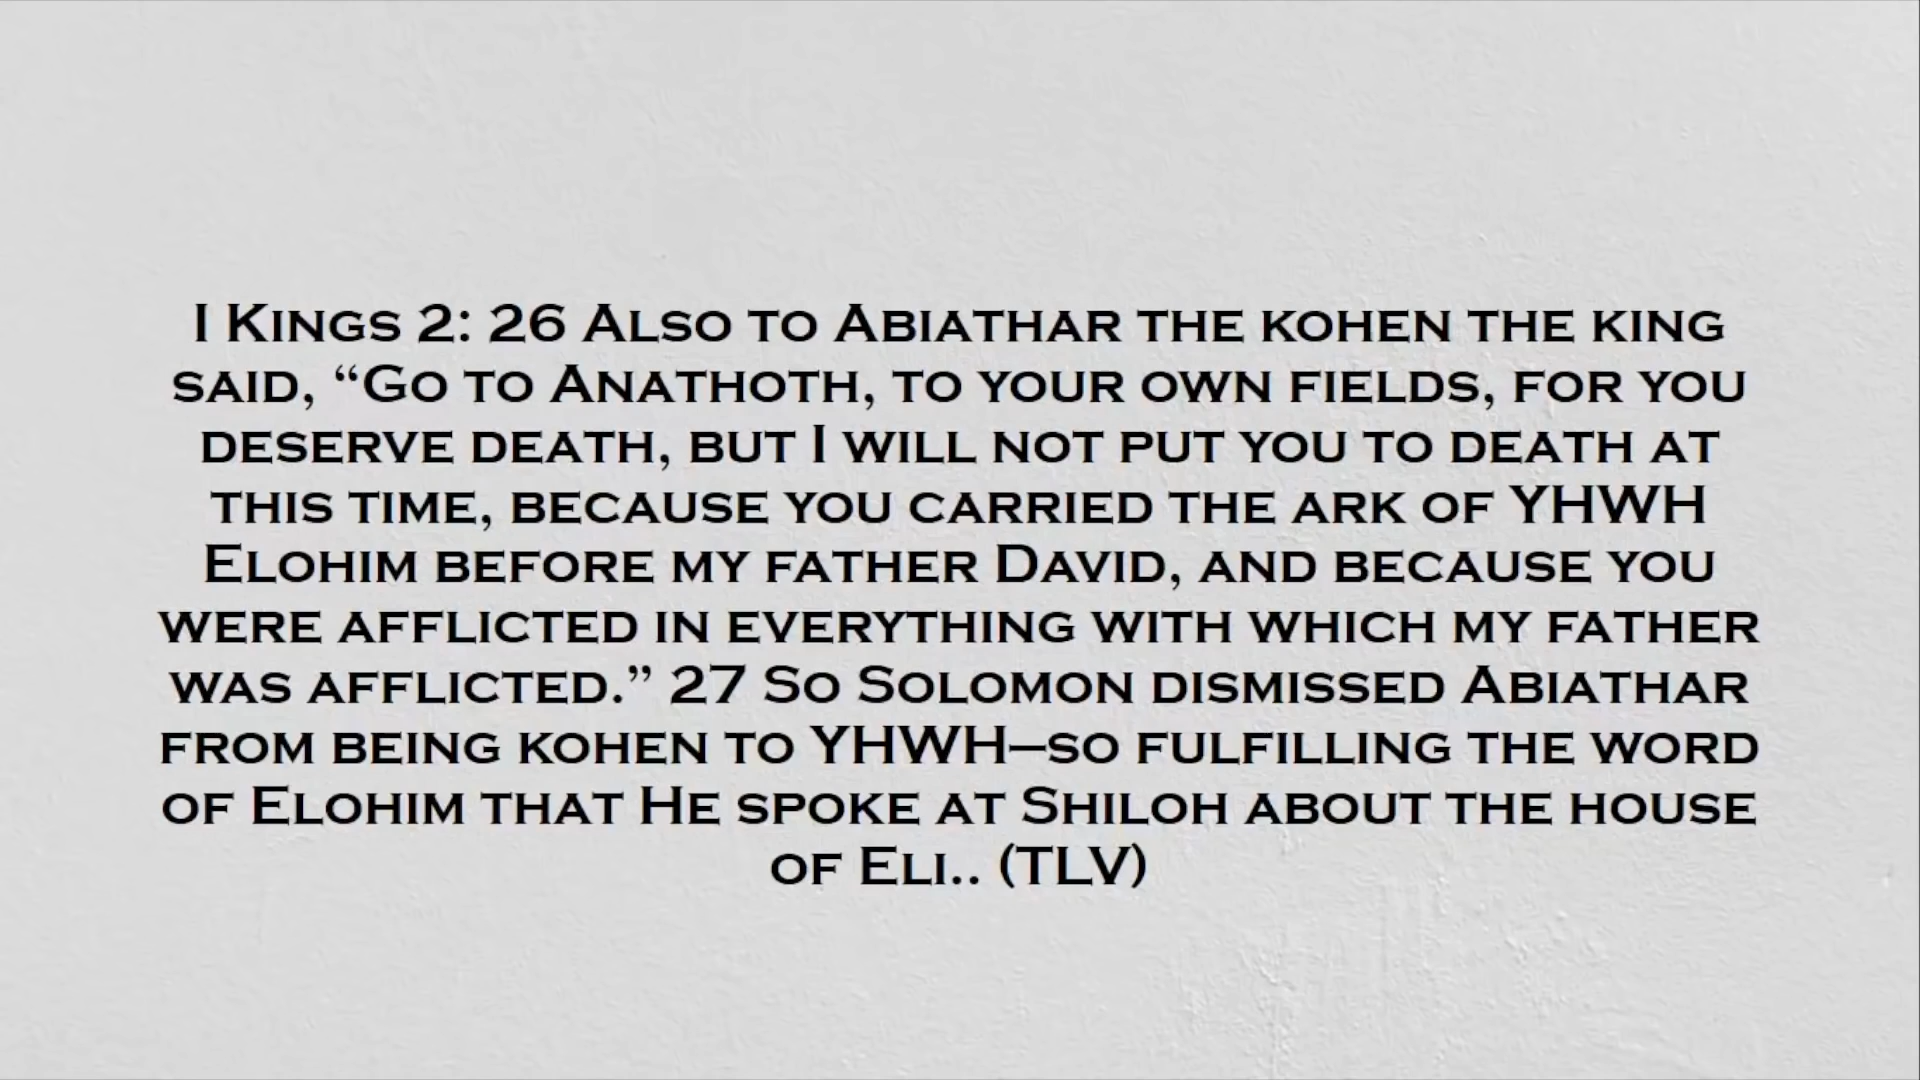 I Kings 2: 26 Also to Abiathar the kohen the king
said, “Go to Anathoth, to your own fields, for you
deserve death, but I will not put you to death at
this time, because you carried the ark of YHWH
Elohim before my father David, and because you
were afflicted in everything with which my father
was afflicted.” 27 So Solomon dismissed Abiathar
from being kohen to YHWH—so fulfilling the word
of Elohim that He spoke at Shiloh about the house
of Eli.. (TLV)